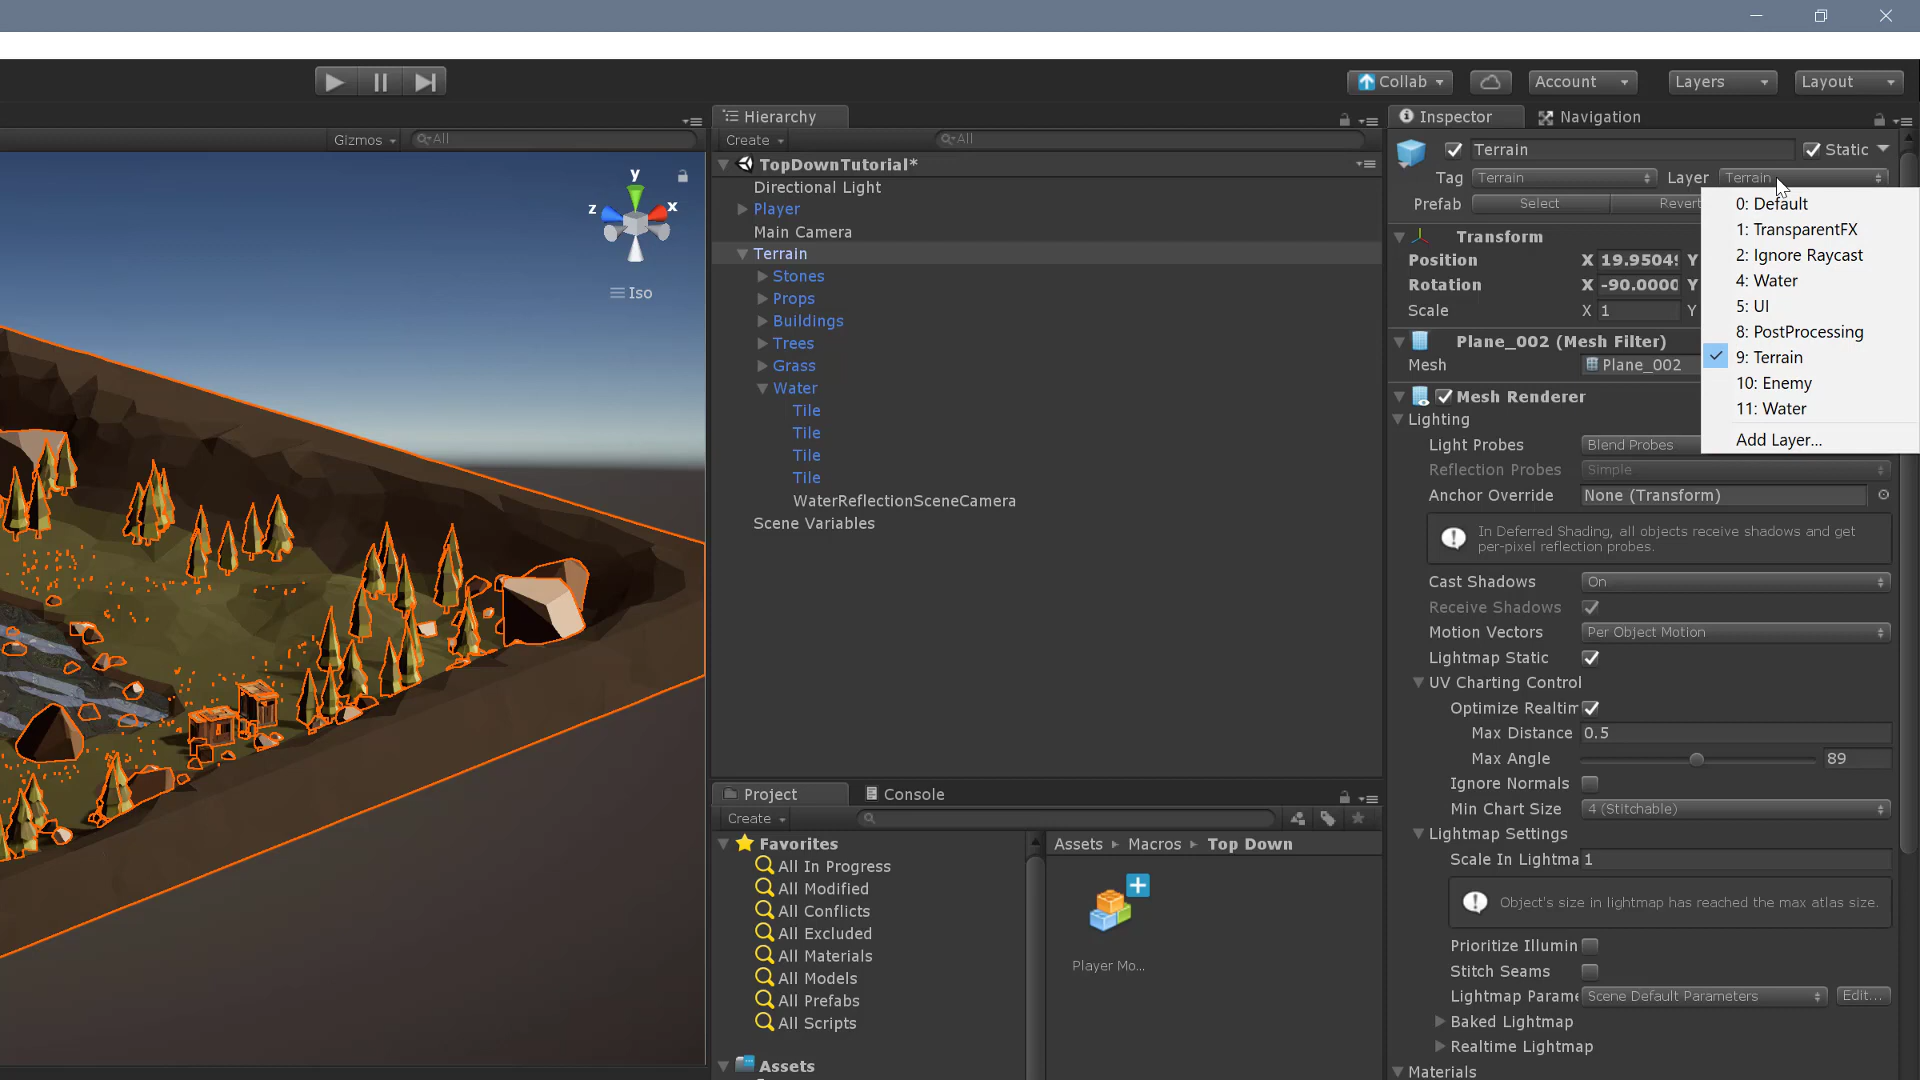 Collab
Account
Layers
Layout
Hierarchy
Inspector
Navigation
Gizmos
All
Create
All
TopDownTutorial*
Directional Light
Player
Main Camera
Terrain
Stones
Props
Buildings
Trees
Grass
Water
Tile
Tile
Tile
Tile
WaterReflectionSceneCamera
Scene Variables
y
z
x
Iso
Terrain
Static
Tag Terrain
Layer Terrain
Prefab Select Revert
0: Default
1: TransparentFX
2: Ignore Raycast
4: Water
5: UI
8: PostProcessing
9: Terrain
10: Enemy
11: Water
Add Layer...
Transform
Position X 19.9504 Y
Rotation X -90.0000 Y
Scale X 1 Y
Plane_002 (Mesh Filter)
Mesh Plane_002
Mesh Renderer
Lighting
Light Probes Blend Probes
Reflection Probes Simple
Anchor Override None (Transform)
In Deferred Shading, all objects receive shadows and get
per-pixel reflection probes.
Cast Shadows On
Receive Shadows
Motion Vectors Per Object Motion
Lightmap Static
UV Charting Control
Optimize Realtim
Max Distance 0.5
Max Angle 89
Ignore Normals
Min Chart Size 4 (Stitchable)
Lightmap Settings
Scale In Lightma 1
Object's size in lightmap has reached the max atlas size.
Prioritize Illumin
Stitch Seams
Lightmap Parame Scene Default Parameters Edit...
Baked Lightmap
Realtime Lightmap
Materials
Project
Console
Create
Favorites
All In Progress
All Modified
All Conflicts
All Excluded
All Materials
All Models
All Prefabs
All Scripts
Assets
Assets Macros Top Down
Player Mo...